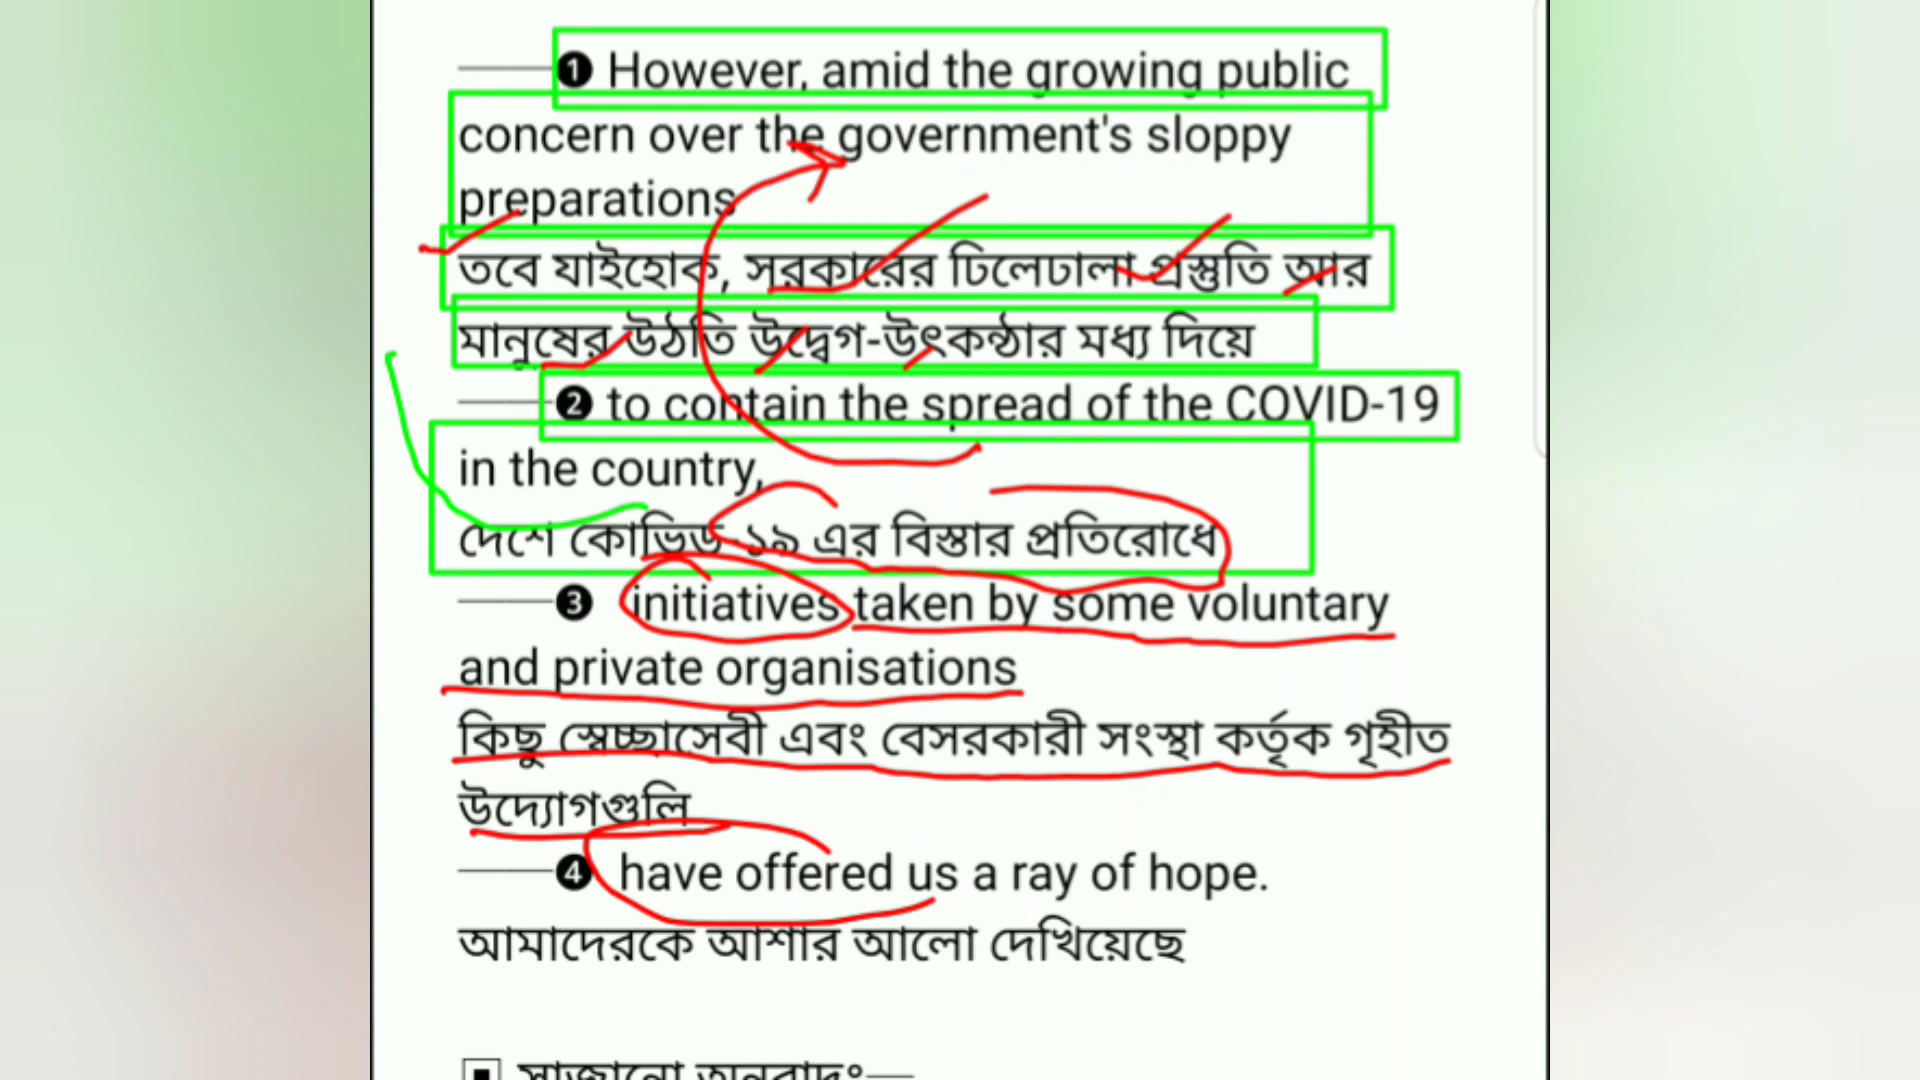 ———❶ However, amid the growing public
concern over the government's sloppy
preparations
তবে যাইহোক, সরকারের ঢিলেঢালা প্রস্তুতি আর
মানুষের উঠতি উদ্বেগ-উৎকন্ঠার মধ্য দিয়ে
———❷ to contain the spread of the COVID-19
in the country,
দেশে কোভিড-১৯ এর বিস্তার প্রতিরোধে
———❸ initiatives taken by some voluntary
and private organisations
কিছু স্বেচ্ছাসেবী এবং বেসরকারী সংস্থা কর্তৃক গৃহীত
উদ্যোগগুলি
———❹ have offered us a ray of hope.
আমাদেরকে আশার আলো দেখিয়েছে
▣ সাজানো অনুবাদঃ—